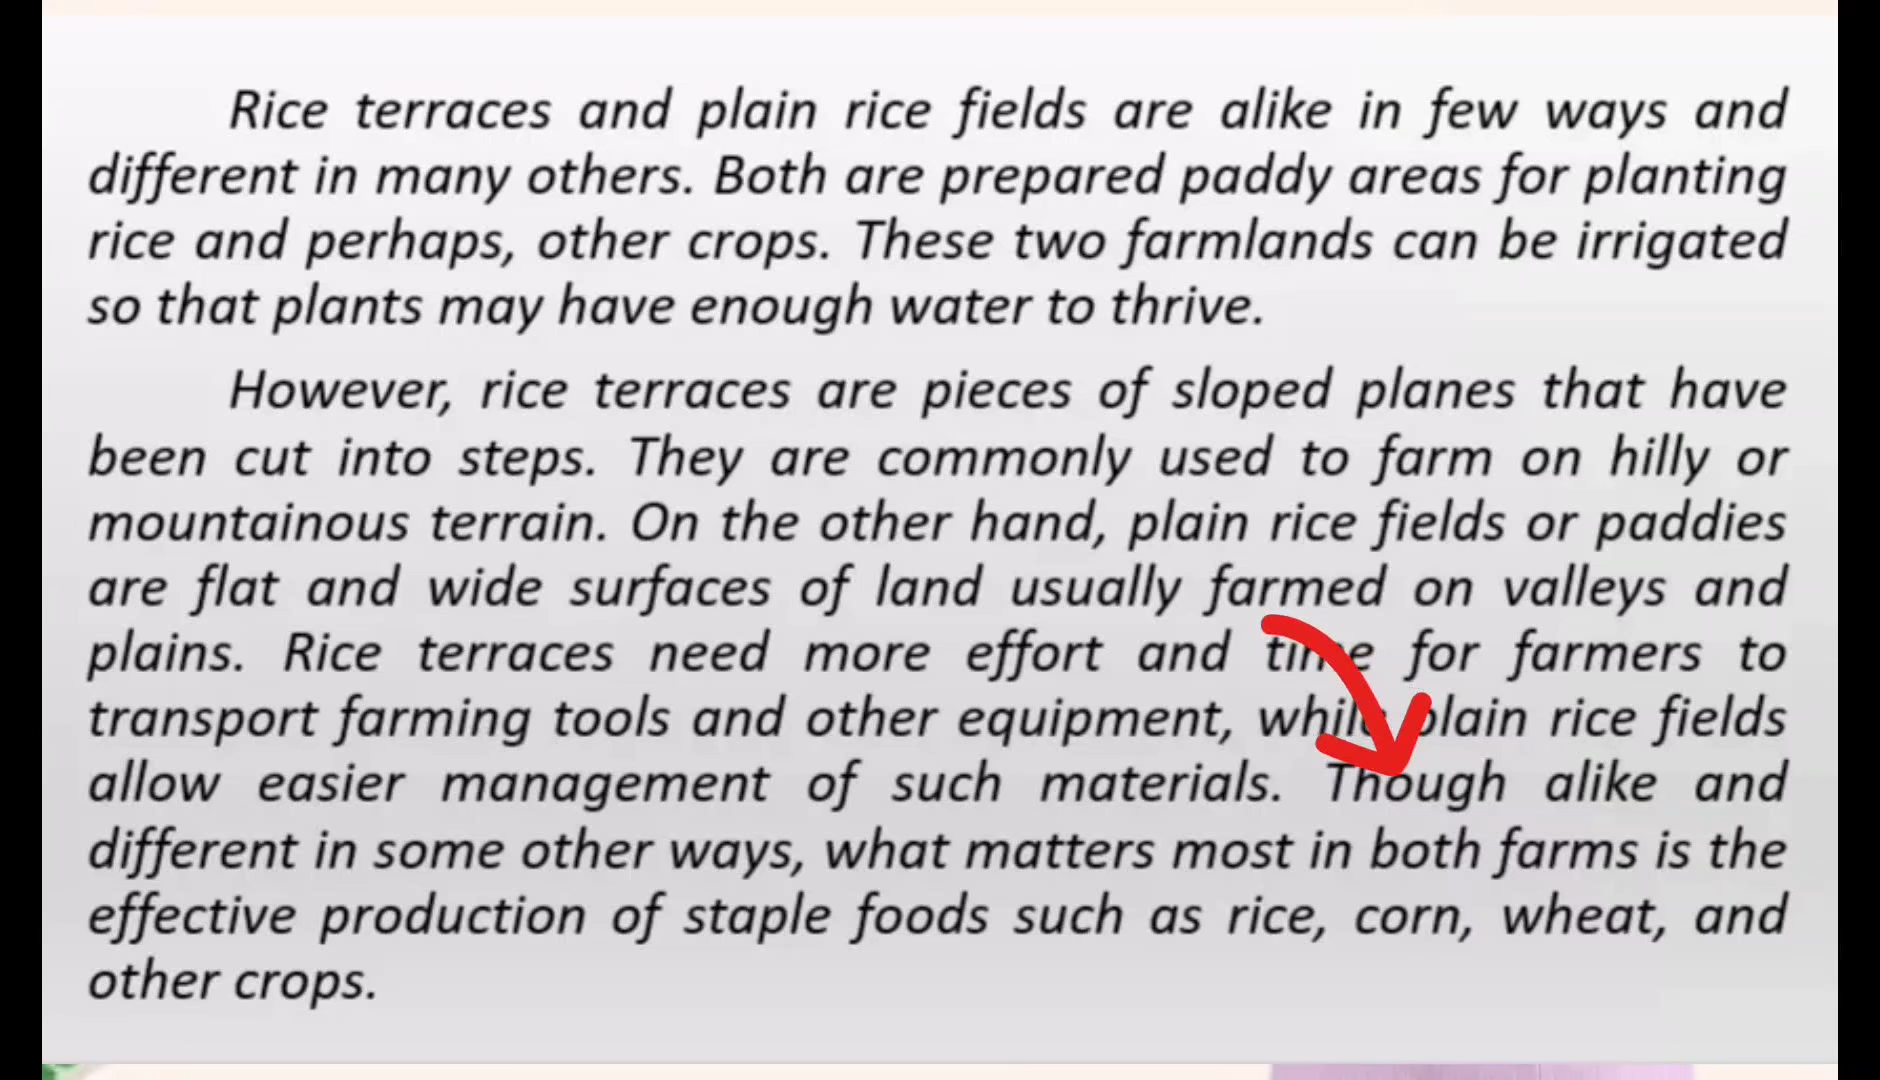 Rice terraces and plain rice fields are alike in few ways and
different in many others. Both are prepared paddy areas for planting
rice and perhaps, other crops. These two farmlands can be irrigated
so that plants may have enough water to thrive.
However, rice terraces are pieces of sloped planes that have
been cut into steps. They are commonly used to farm on hilly or
mountainous terrain. On the other hand, plain rice fields or paddies
are flat and wide surfaces of land usually farmed on valleys and
plains. Rice terraces need more effort and time for farmers to
transport farming tools and other equipment, while plain rice fields
allow easier management of such materials. Though alike and
different in some other ways, what matters most in both farms is the
effective production of staple foods such as rice, corn, wheat, and
other crops.